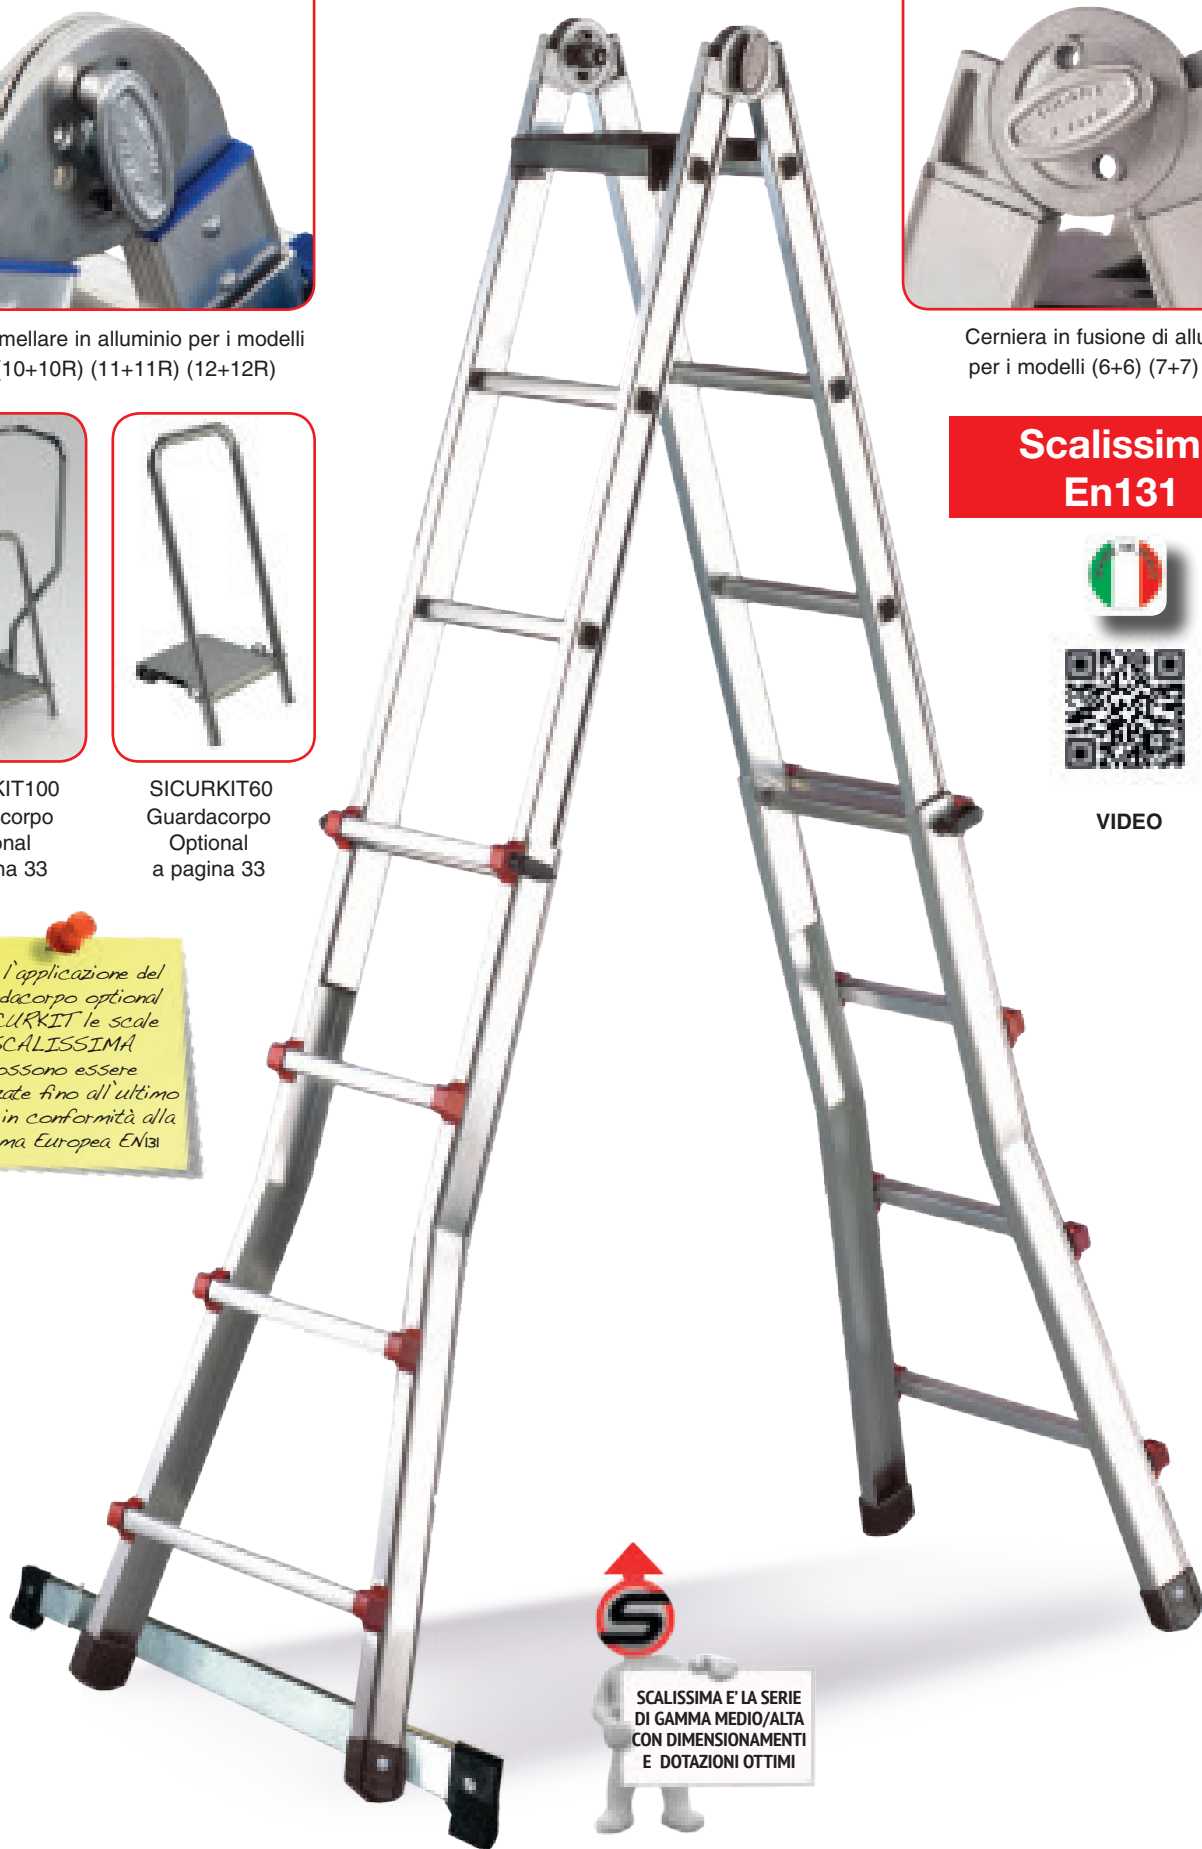 mellare in alluminio per i modelli
(10+10R) (11+11R) (12+12R)
Cerniera in fusione di allu
per i modelli (6+6) (7+7)
Scalissim
En131
KIT100
corpo
onal
na 33
SICURKIT60
Guardacorpo
Optional
a pagina 33
VIDEO
l'applicazione del
dacorpo optional
CURKIT le scale
SCALISSIMA
possono essere
zate fino all'ultimo
in conformità alla
ma Europea EN131
S
SCALISSIMA E' LA SERIE
DI GAMMA MEDIO/ALTA
CON DIMENSIONAMENTI
E DOTAZIONI OTTIMI